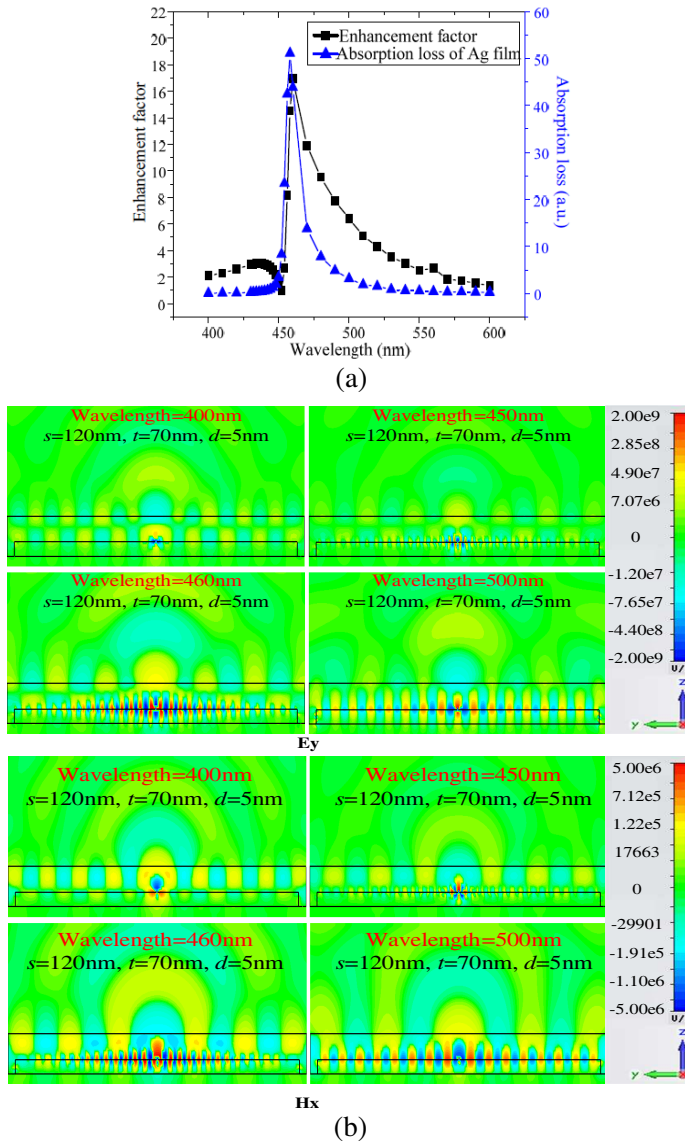 22
20
18
16
14
12
10
8
6
4
2
0
Enhancement factor
Enhancement factor
Absorption loss of Ag film
60
50
40
30
20
10
0
Absorption loss (a.u.)
400 450 500 550 600
Wavelength (nm)
(a)
Wavelength=400nm
s=120nm, t=70nm, d=5nm
Wavelength=450nm
s=120nm, t=70nm, d=5nm
Wavelength=460nm
s=120nm, t=70nm, d=5nm
Wavelength=500nm
s=120nm, t=70nm, d=5nm
2.00e9
2.85e8
4.90e7
7.07e6
0
-1.20e7
-7.65e7
-4.40e8
-2.00e9
V/
z
y
Ey
Wavelength=400nm
s=120nm, t=70nm, d=5nm
Wavelength=450nm
s=120nm, t=70nm, d=5nm
Wavelength=460nm
s=120nm, t=70nm, d=5nm
Wavelength=500nm
s=120nm, t=70nm, d=5nm
5.00e6
7.12e5
1.22e5
17663
0
-29901
-1.91e5
-1.10e6
-5.00e6
z
y
Hx
(b)